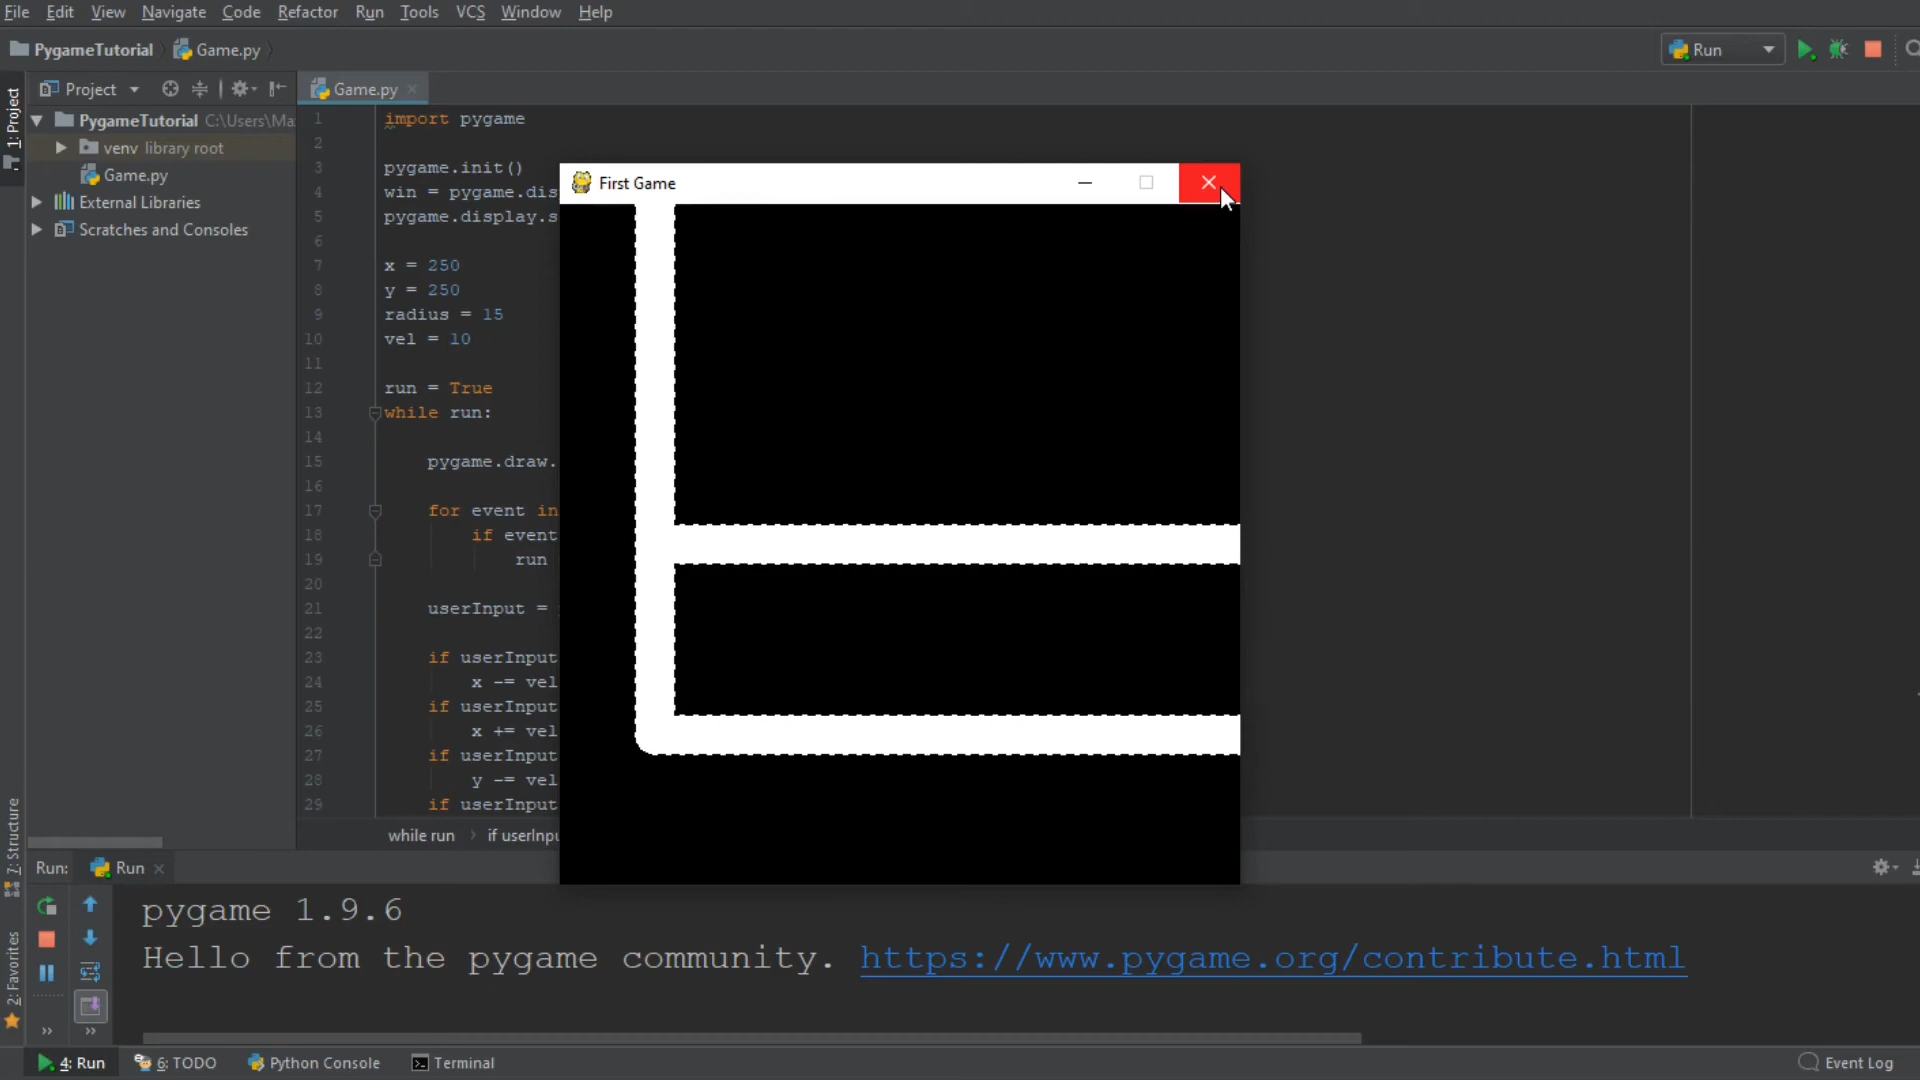 File Edit View Navigate Code Refactor Run Tools VCS Window Help
PygameTutorial Game.py Run
1: Project
Project Game.py
PygameTutorial C:\Users\Ma
venv library root
Game.py
External Libraries
Scratches and Consoles
1 import pygame
2
3 pygame.init()
4 win = pygame.dis
5 pygame.display.s
6
7 x = 250
8 y = 250
9 radius = 15
10 vel = 10
11
12 run = True
13 while run:
14
15 pygame.draw.
16
17 for event in
18 if event
19 run
20
21 userInput =
22
23 if userInput
24 x -= vel
25 if userInput
26 x += vel
27 if userInput
28 y -= vel
29 if userInput
First Game
while run if userInpu
7: Structure
2: Favorites
Run: Run
pygame 1.9.6
Hello from the pygame community. https://www.pygame.org/contribute.html
4: Run 6: TODO Python Console Terminal Event Log